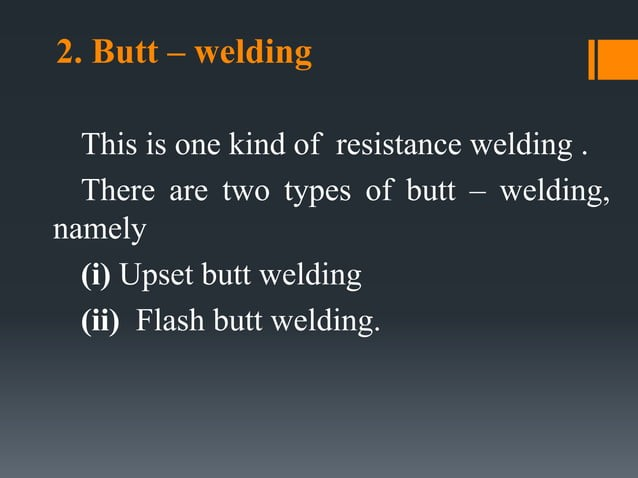 2. Butt – welding
This is one kind of resistance welding .
There are two types of butt – welding,
namely
(i) Upset butt welding
(ii) Flash butt welding.